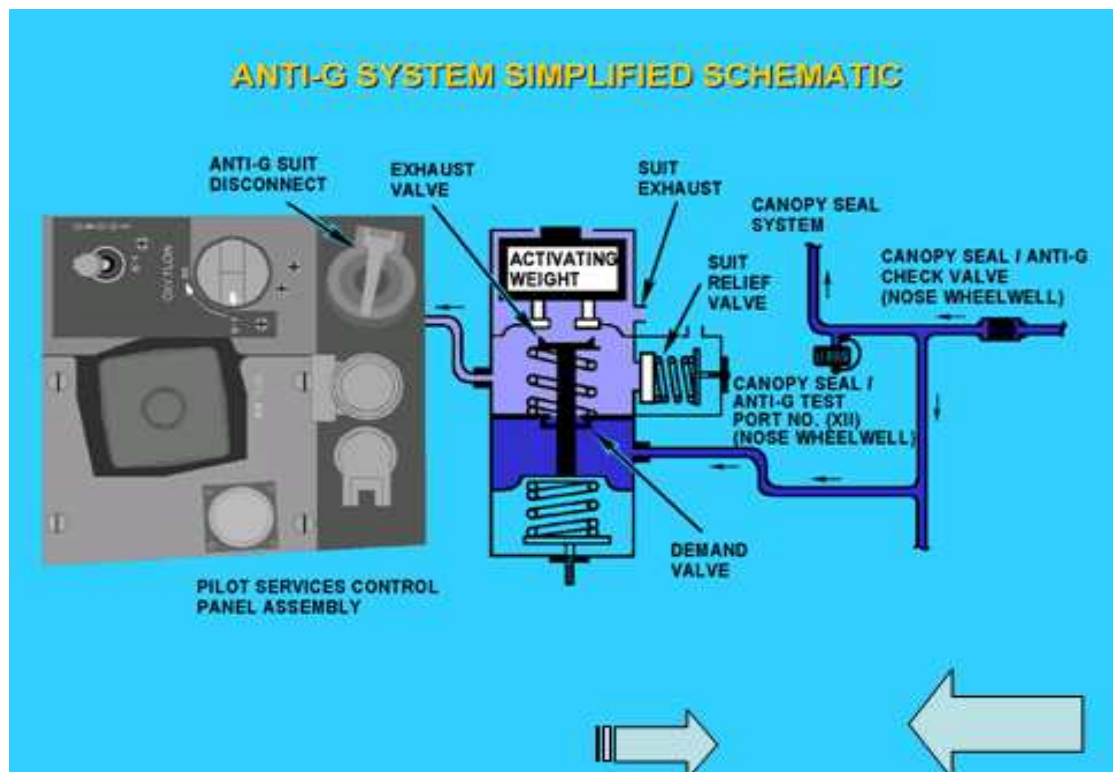 ANTI-G SYSTEM SIMPLIFIED SCHEMATIC
ANTI-G SUIT
DISCONNECT
EXHAUST
VALVE
SUIT
EXHAUST
CANOPY SEAL
SYSTEM
CANOPY SEAL / ANTI-G
CHECK VALVE
(NOSE WHEELWELL)
ACTIVATING
WEIGHT
SUIT
RELIEF
VALVE
CANOPY SEAL /
ANTI-G TEST
PORT NO. (XII)
(NOSE WHEELWELL)
DEMAND
VALVE
PILOT SERVICES CONTROL
PANEL ASSEMBLY